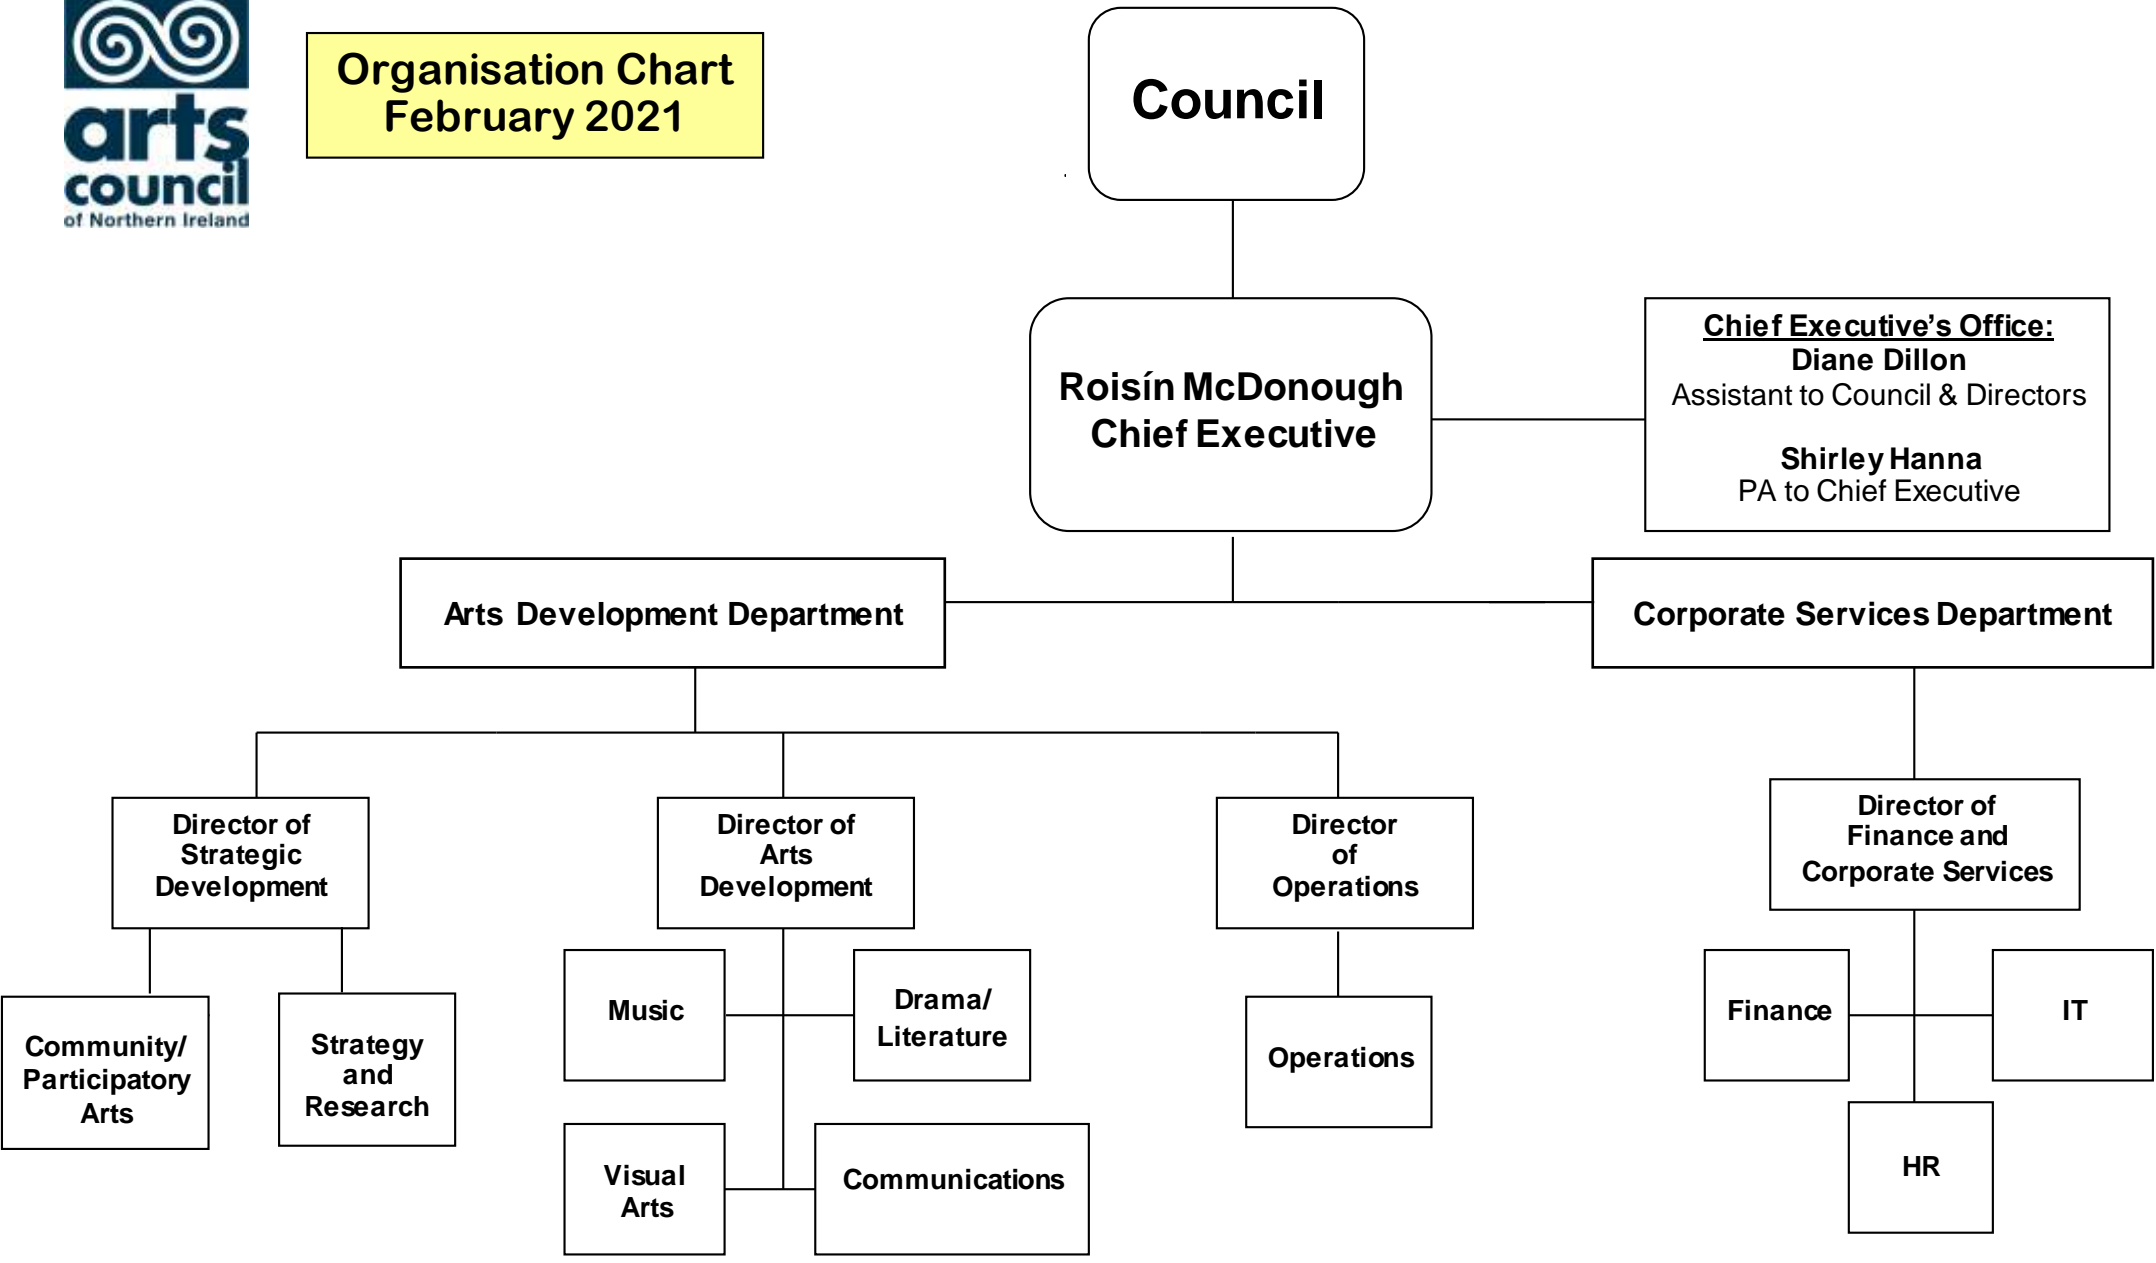 arts
council
of Northern Ireland
Organisation Chart
February 2021
Council
Roisín McDonough
Chief Executive
Chief Executive’s Office:
Diane Dillon
Assistant to Council & Directors
Shirley Hanna
PA to Chief Executive
Arts Development Department
Corporate Services Department
Director of
Strategic
Development
Director of
Arts
Development
Director
of
Operations
Director of
Finance and
Corporate Services
Community/
Participatory
Arts
Strategy
and
Research
Music
Drama/
Literature
Visual
Arts
Communications
Operations
Finance
IT
HR